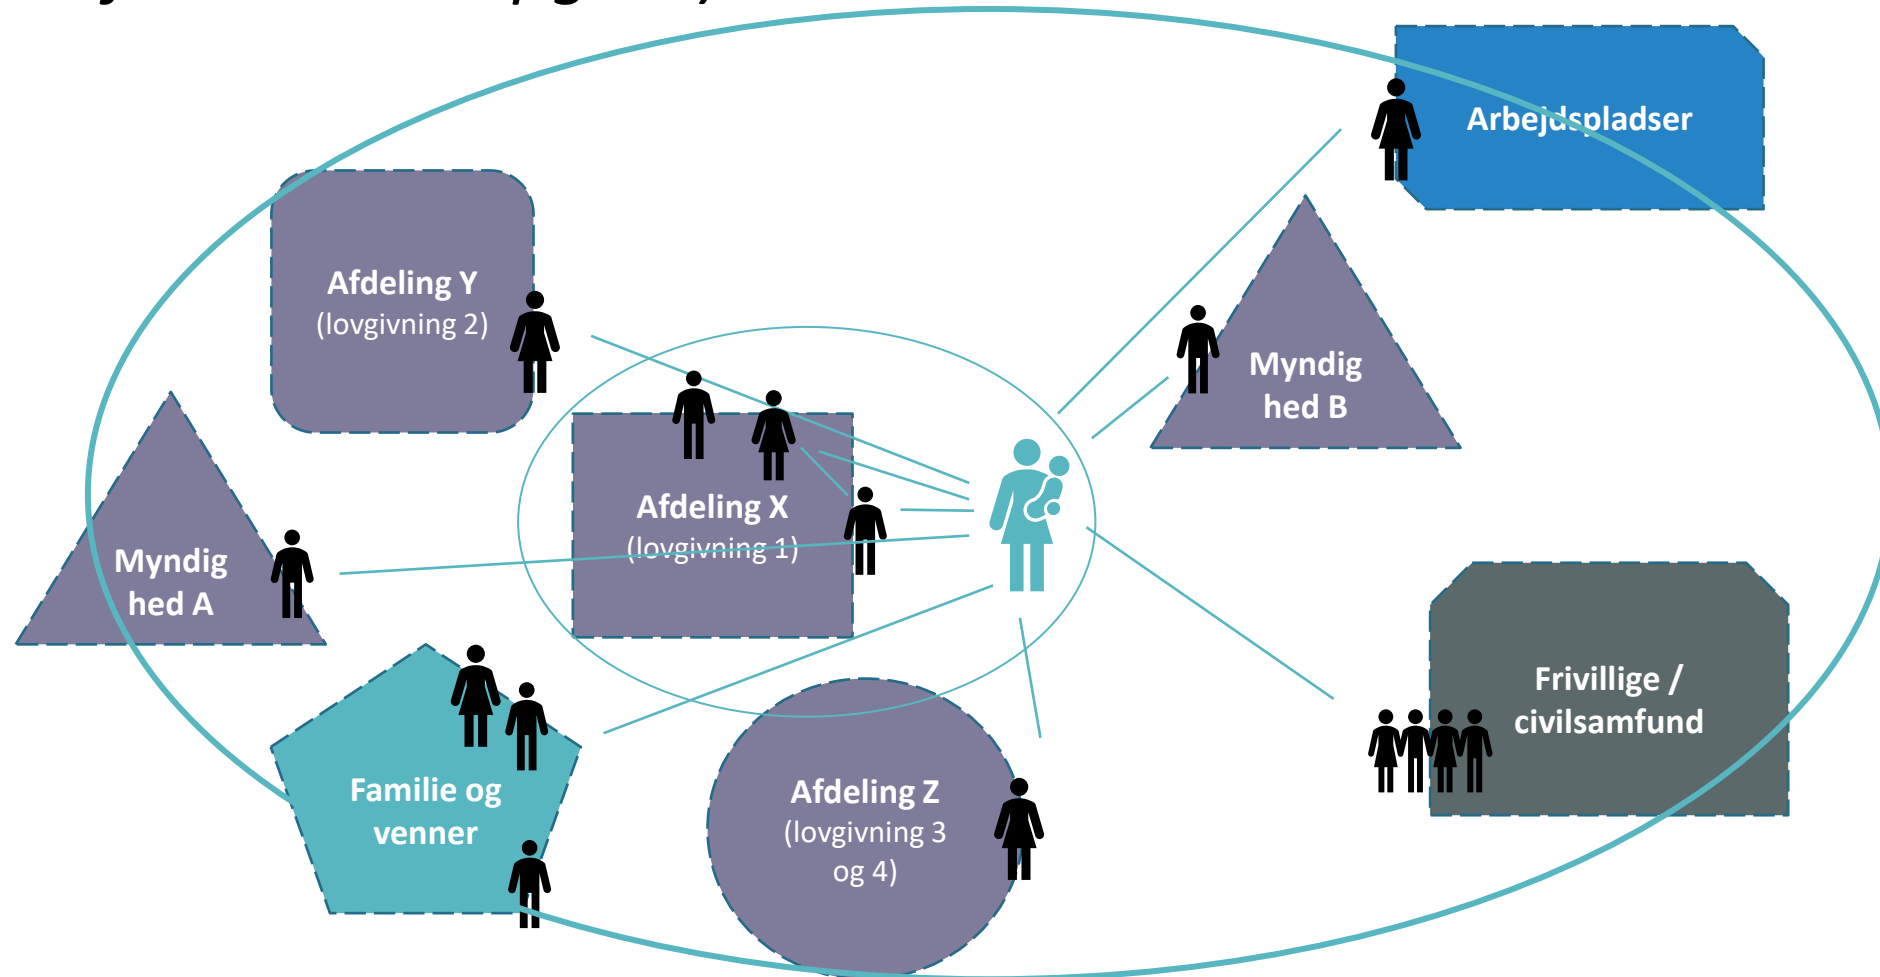 Arbejdspladser
Afdeling Y
(lovgivning 2)
Myndig
hed B
Afdeling X
(lovgivning 1)
Myndig
hed A
Frivillige /
civilsamfund
Familie og
venner
Afdeling Z
(lovgivning 3
og 4)